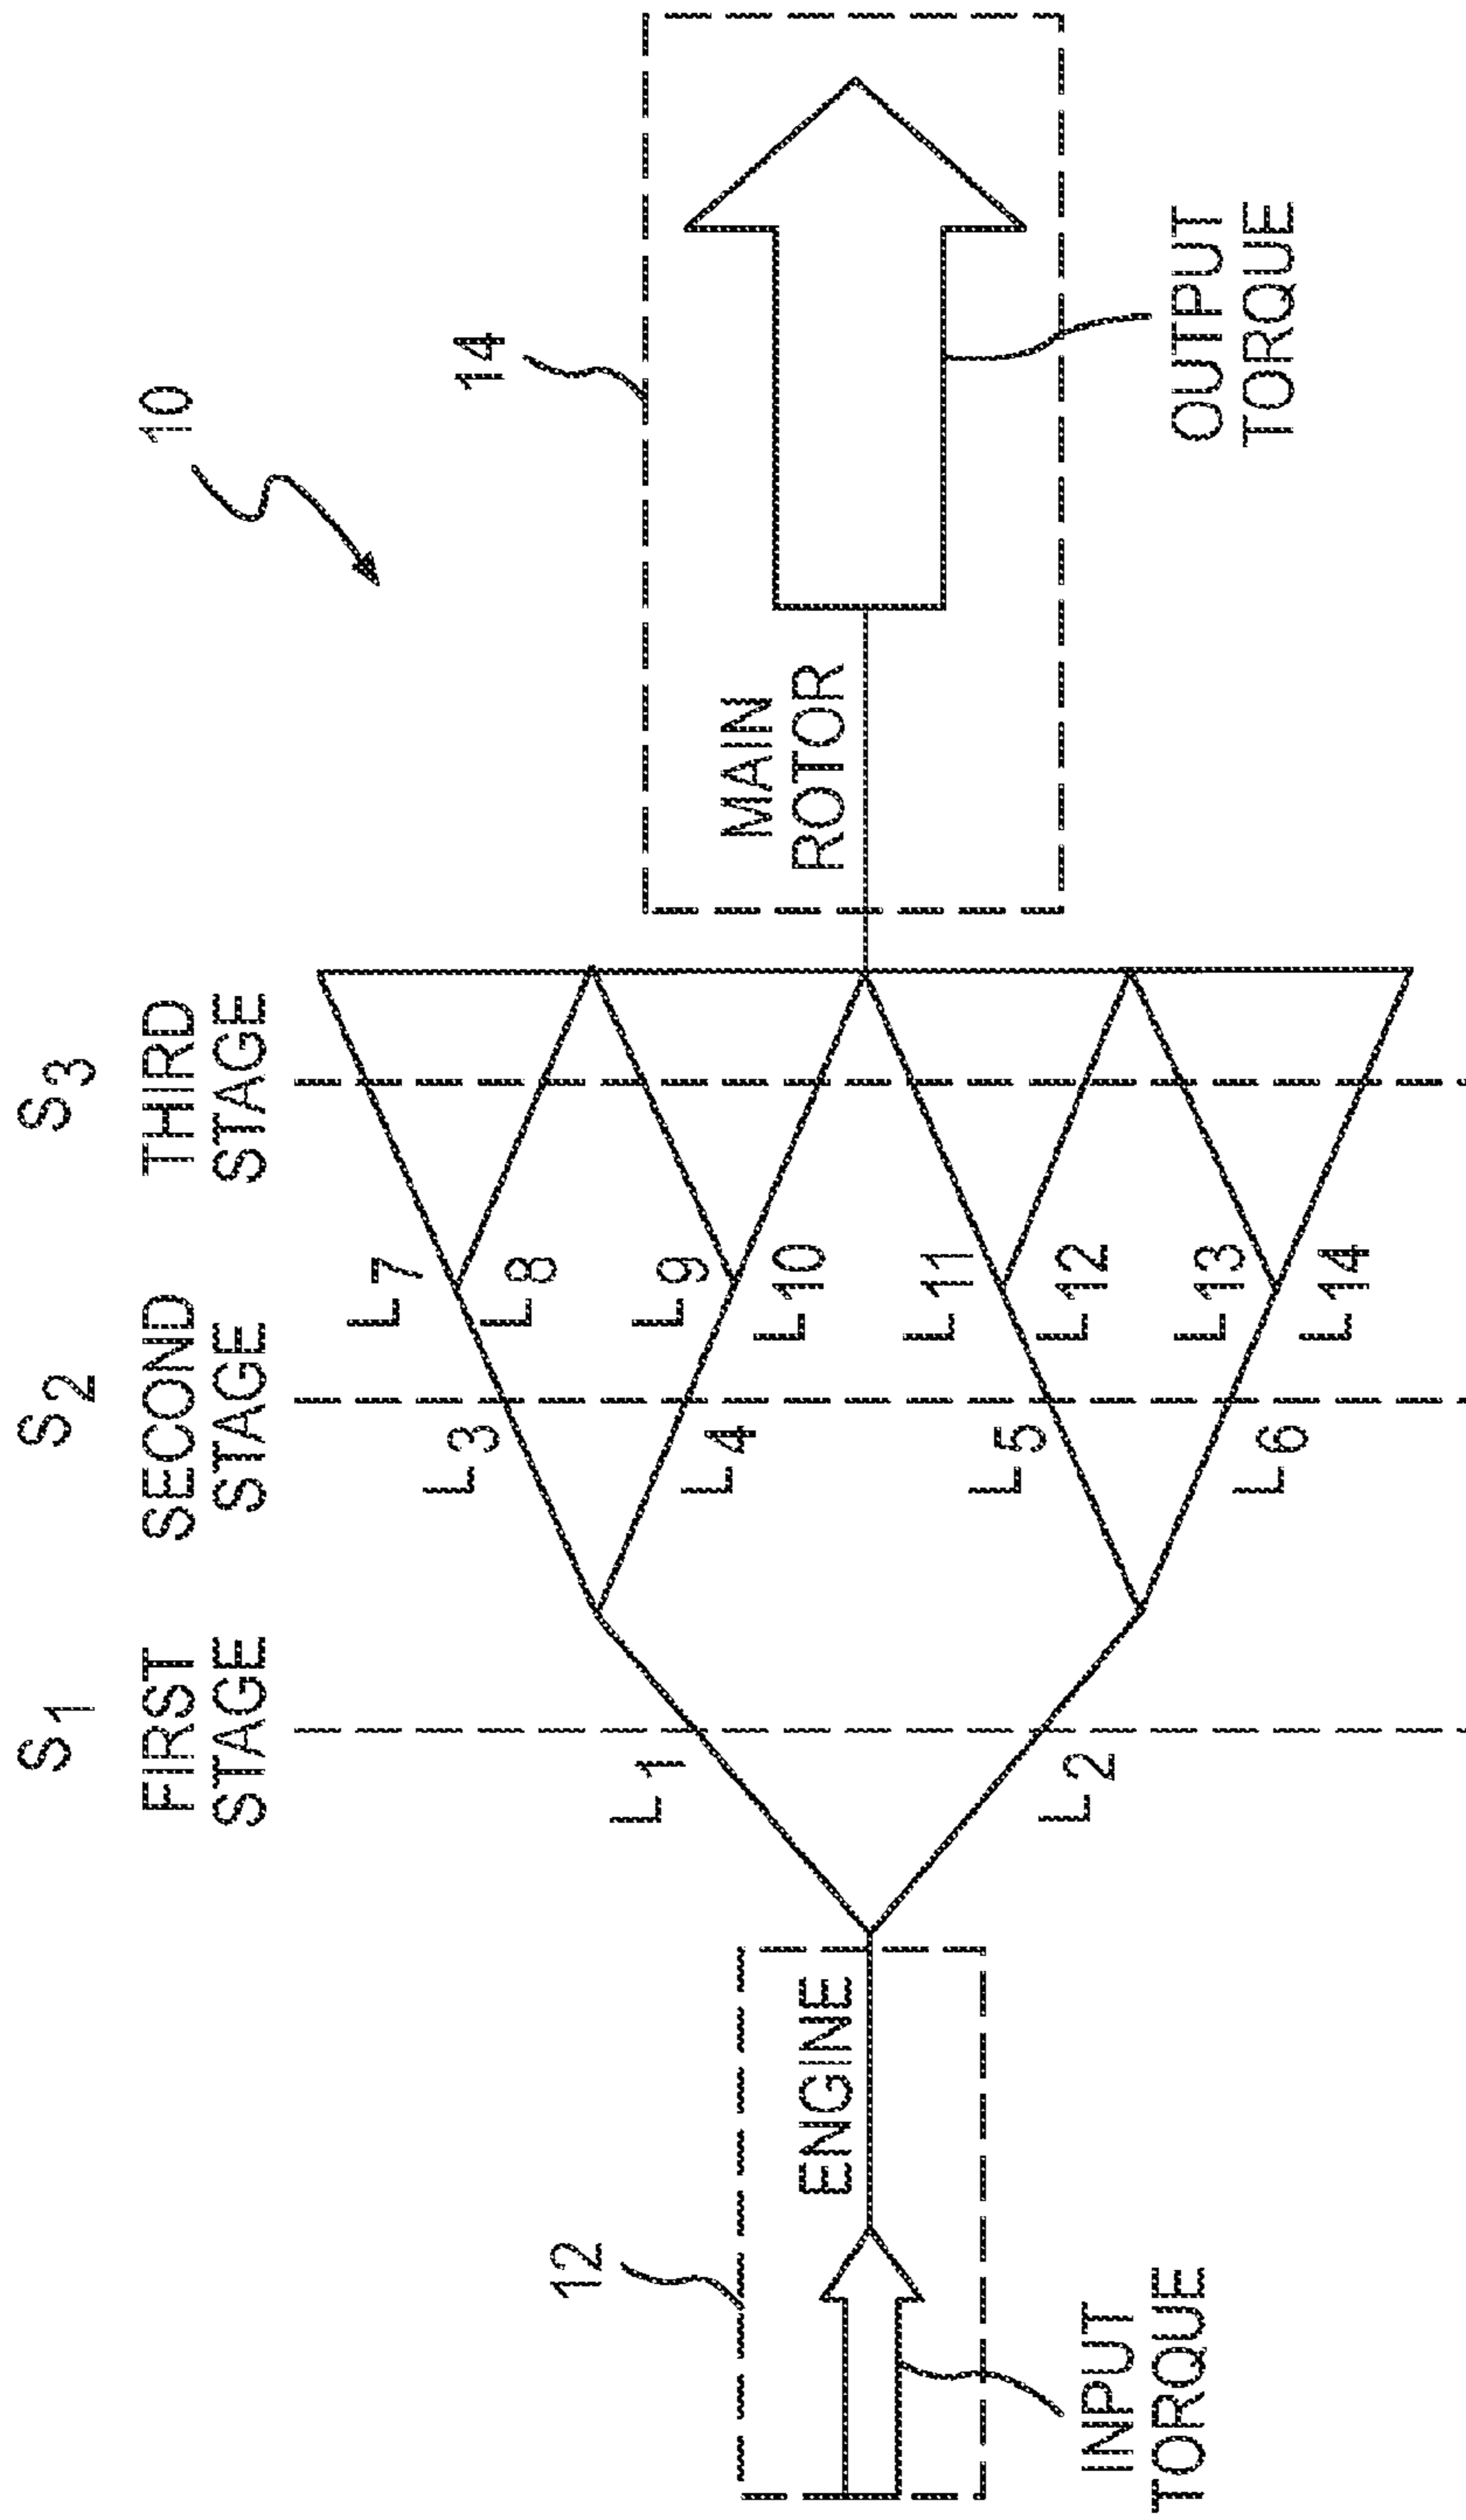 S1
S2
S3
FIRST
STAGE
SECOND
STAGE
THIRD
STAGE
10
14
12
L1
L2
L3
L4
L5
L6
L7
L8
L9
L10
L11
L12
L13
L14
ENGINE
MAIN
ROTOR
INPUT
TORQUE
OUTPUT
TORQUE